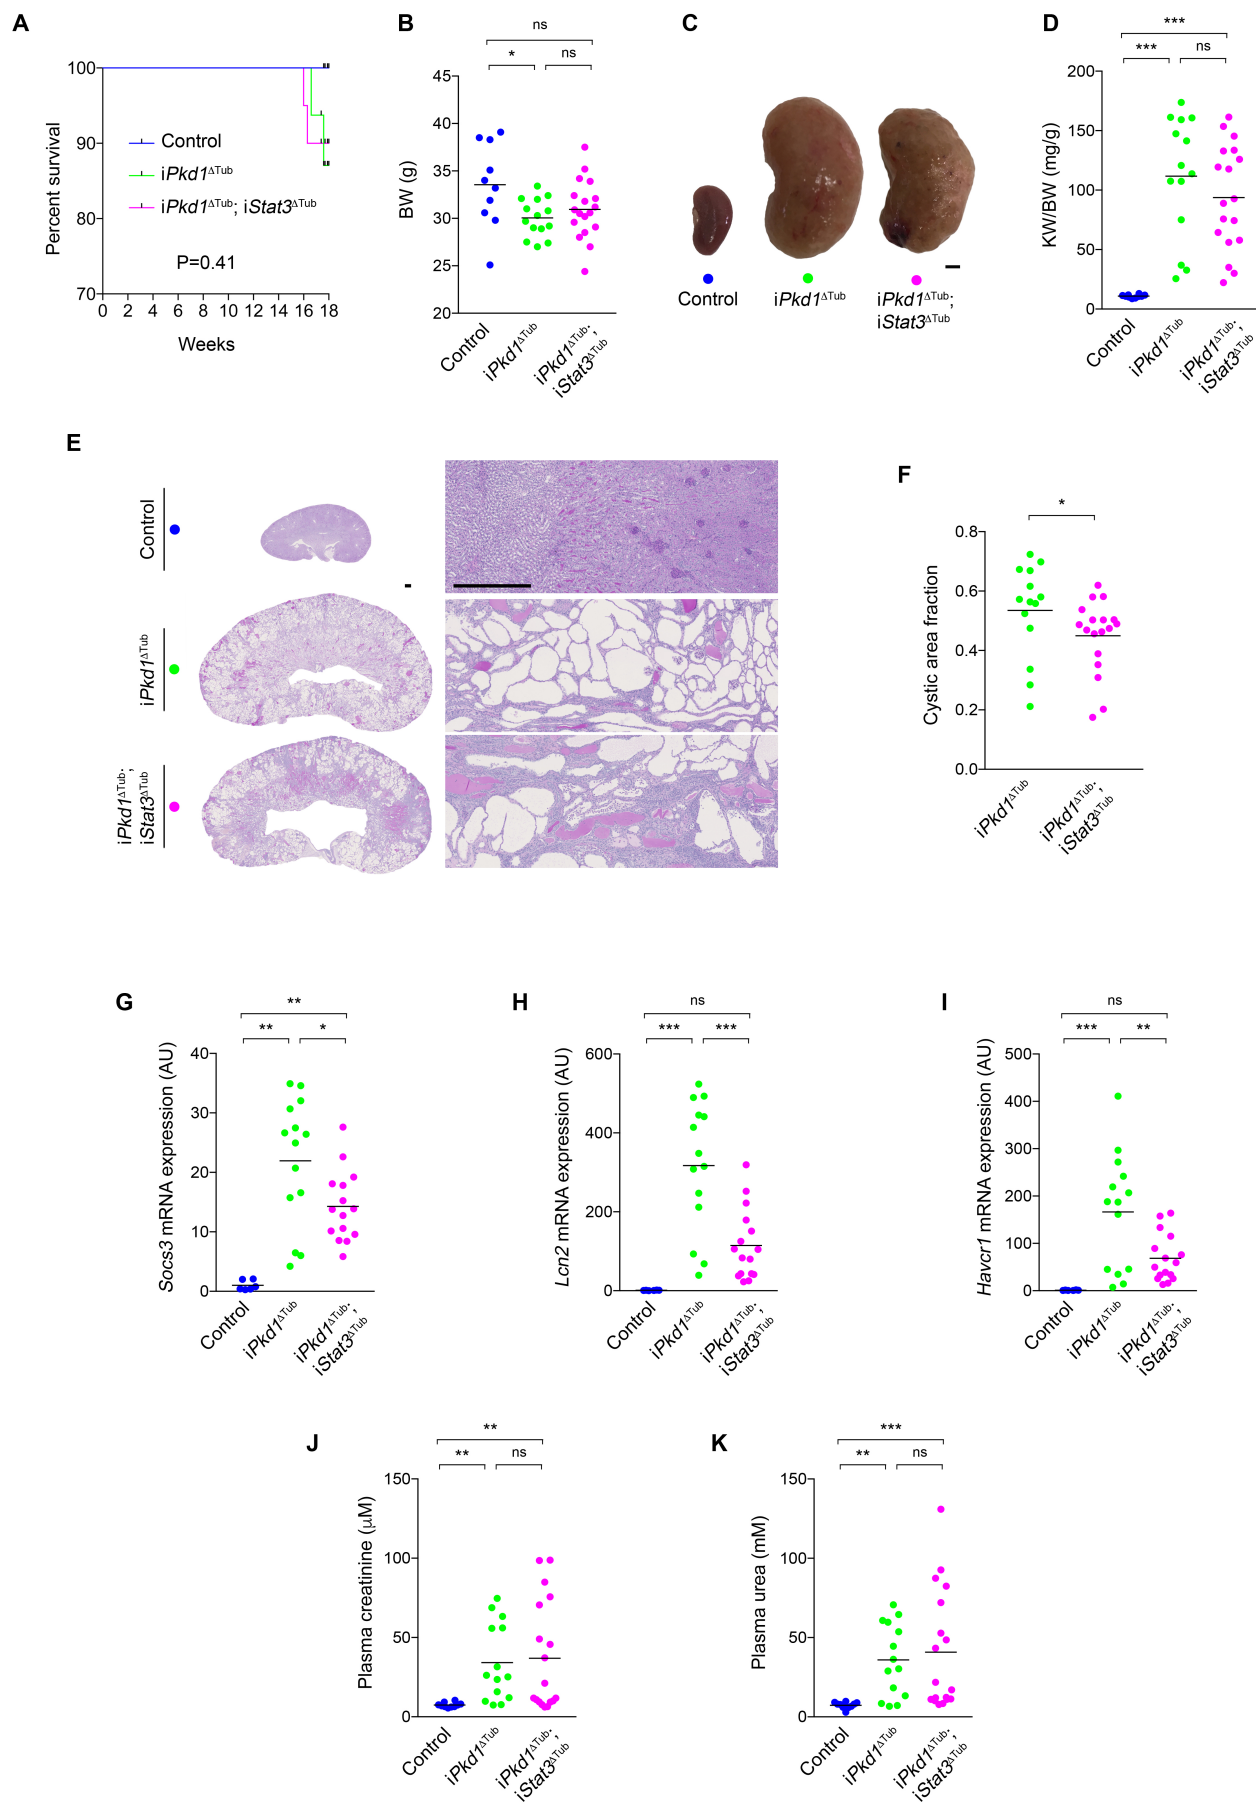 A
Percent survival
100
90
80
70
0 2 4 6 8 10 12 14 16 18
Weeks
Control
iPkd1ΔTub
iPkd1ΔTub; iStat3ΔTub
P=0.41
B
ns
* ns
BW (g)
45
40
35
30
25
20
Control
iPkd1ΔTub
iPkd1ΔTub;
iStat3ΔTub
C
Control
iPkd1ΔTub
iPkd1ΔTub;
iStat3ΔTub
D
***
*** ns
KW/BW (mg/g)
200
150
100
50
0
Control
iPkd1ΔTub
iPkd1ΔTub;
iStat3ΔTub
E
Control
iPkd1ΔTub
iPkd1ΔTub;
iStat3ΔTub
F
*
Cystic area fraction
0.8
0.6
0.4
0.2
0.0
iPkd1ΔTub
iPkd1ΔTub;
iStat3ΔTub
G
**
** *
Socs3 mRNA expression (AU)
40
30
20
10
0
Control
iPkd1ΔTub
iPkd1ΔTub;
iStat3ΔTub
H
ns
*** ***
Lcn2 mRNA expression (AU)
600
400
200
0
Control
iPkd1ΔTub
iPkd1ΔTub;
iStat3ΔTub
I
ns
*** **
Havcr1 mRNA expression (AU)
500
400
300
200
100
0
Control
iPkd1ΔTub
iPkd1ΔTub;
iStat3ΔTub
J
**
** ns
Plasma creatinine (μM)
150
100
50
0
Control
iPkd1ΔTub
iPkd1ΔTub;
iStat3ΔTub
K
***
** ns
Plasma urea (mM)
150
100
50
0
Control
iPkd1ΔTub
iPkd1ΔTub;
iStat3ΔTub